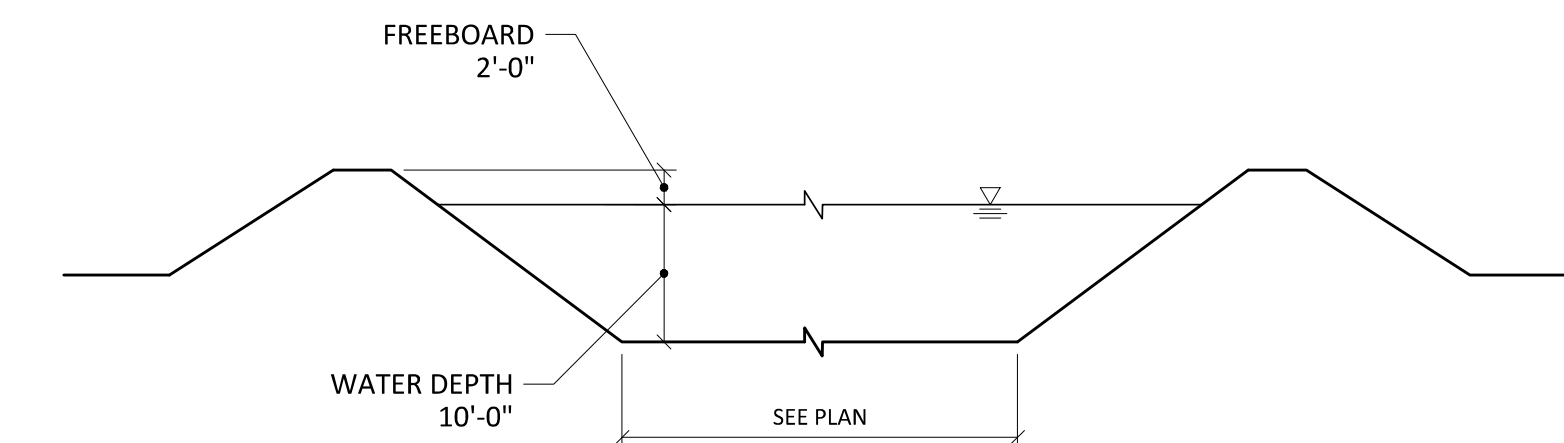 FREEBOARD
2'-0"
WATER DEPTH
10'-0"
SEE PLAN